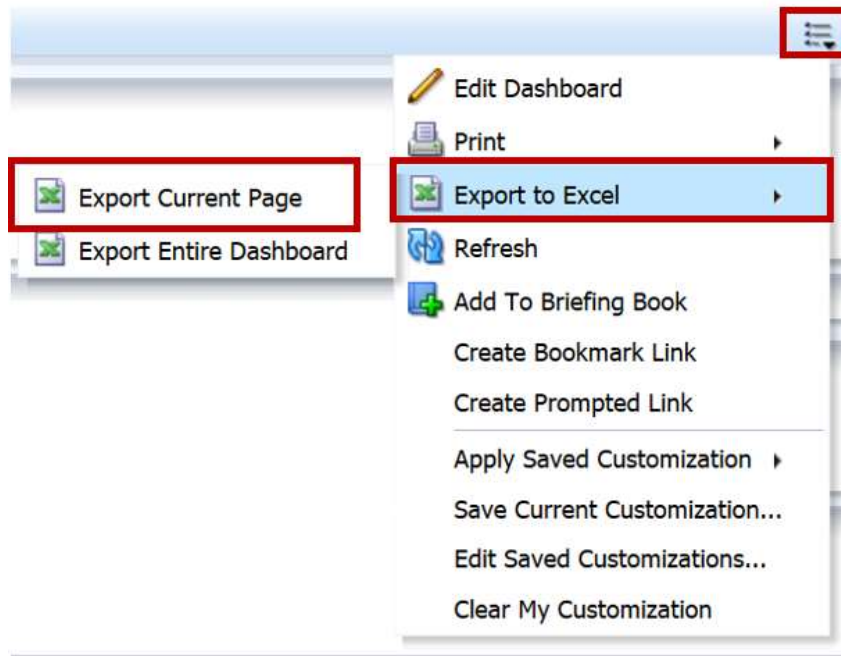 Edit Dashboard
Print
Export to Excel
Export Current Page
Export Entire Dashboard
Refresh
Add To Briefing Book
Create Bookmark Link
Create Prompted Link
Apply Saved Customization
Save Current Customization...
Edit Saved Customizations...
Clear My Customization